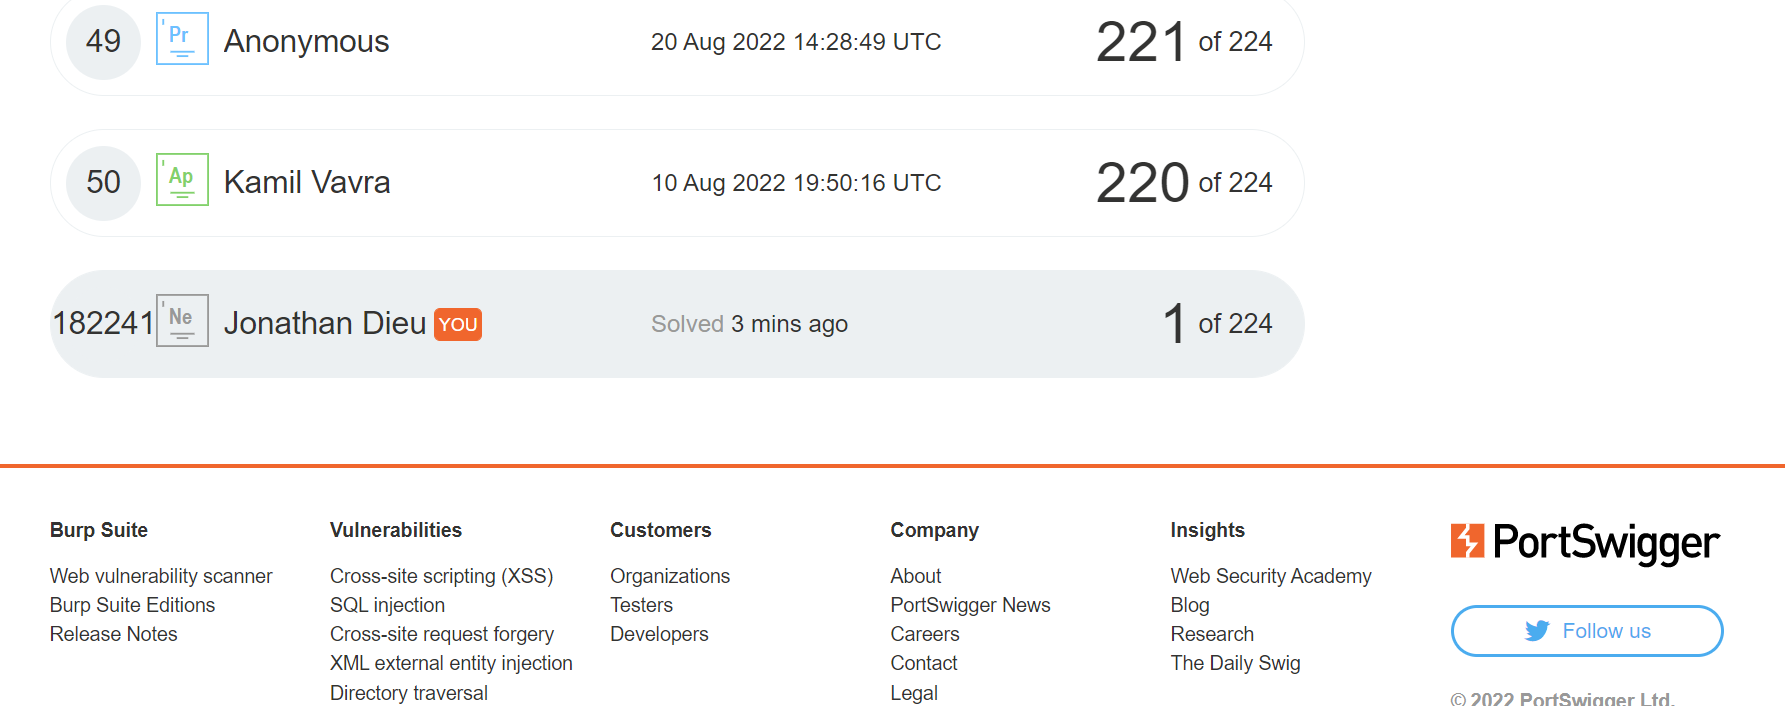 49 Pr Anonymous 20 Aug 2022 14:28:49 UTC 221 of 224
50 Ap Kamil Vavra 10 Aug 2022 19:50:16 UTC 220 of 224
182241 Ne Jonathan Dieu YOU Solved 3 mins ago 1 of 224
Burp Suite
Web vulnerability scanner
Burp Suite Editions
Release Notes
Vulnerabilities
Cross-site scripting (XSS)
SQL injection
Cross-site request forgery
XML external entity injection
Directory traversal
Customers
Organizations
Testers
Developers
Company
About
PortSwigger News
Careers
Contact
Legal
Insights
Web Security Academy
Blog
Research
The Daily Swig
PortSwigger
Follow us
© 2022 PortSwigger Ltd.